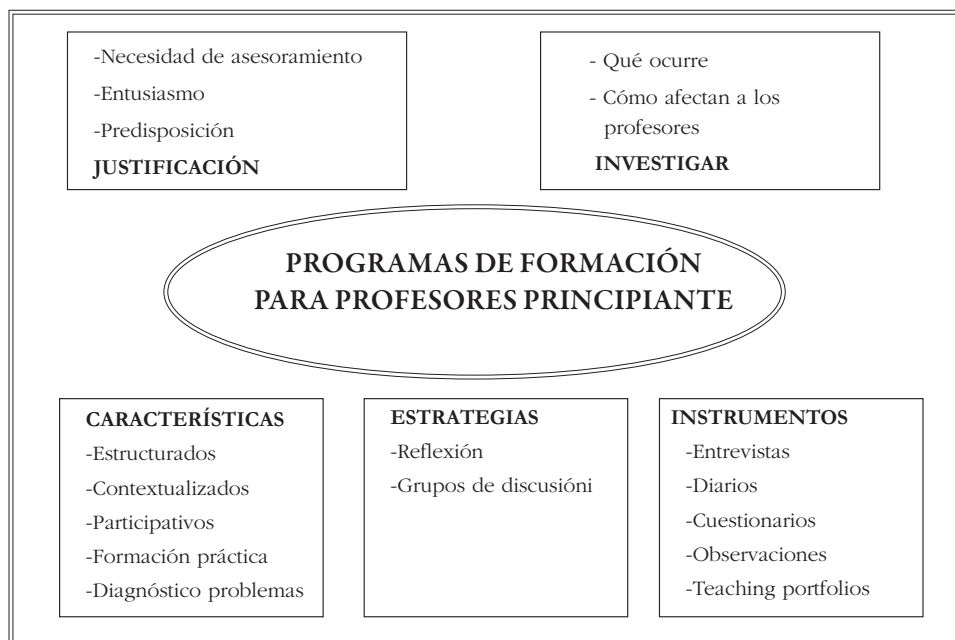 -Necesidad de asesoramiento
-Entusiasmo
-Predisposición
JUSTIFICACIÓN
- Qué ocurre
- Cómo afectan a los
profesores
INVESTIGAR
PROGRAMAS DE FORMACIÓN
PARA PROFESORES PRINCIPIANTE
CARACTERÍSTICAS
-Estructurados
-Contextualizados
-Participativos
-Formación práctica
-Diagnóstico problemas
ESTRATEGIAS
-Reflexión
-Grupos de discusióni
INSTRUMENTOS
-Entrevistas
-Diarios
-Cuestionarios
-Observaciones
-Teaching portfolios